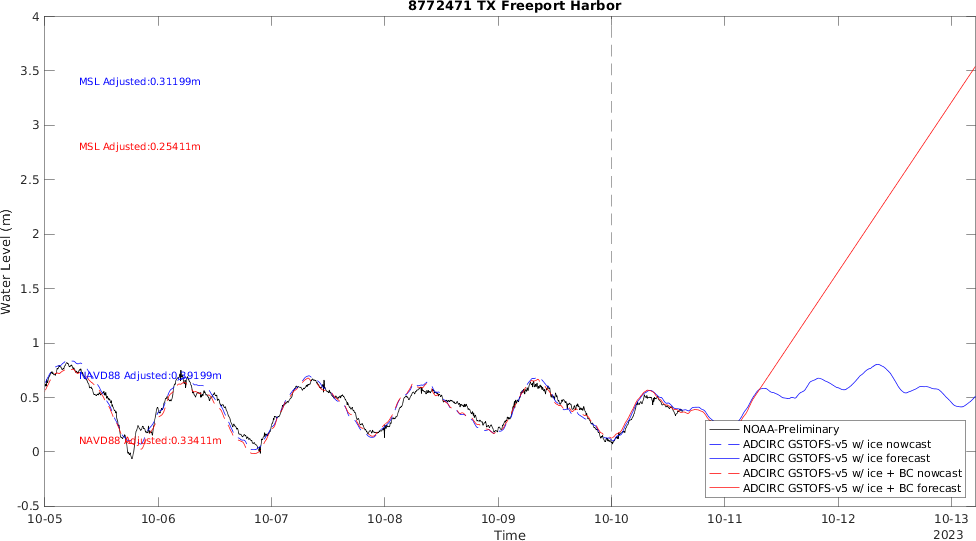 8772471 TX Freeport Harbor
4
3.5
3
2.5
2
1.5
1
0.5
0
-0.5
Water Level (m)
MSL Adjusted:0.31199m
MSL Adjusted:0.25411m
NAVD88 Adjusted:0.39199m
NAVD88 Adjusted:0.33411m
NOAA-Preliminary
ADCIRC GSTOFS-v5 w/ ice nowcast
ADCIRC GSTOFS-v5 w/ ice forecast
ADCIRC GSTOFS-v5 w/ ice + BC nowcast
ADCIRC GSTOFS-v5 w/ ice + BC forecast
10-05 10-06 10-07 10-08 10-09 10-10 10-11 10-12 10-13
Time
2023